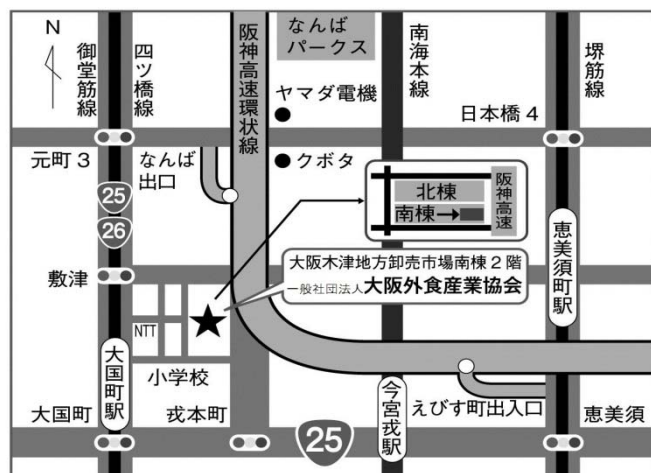 N
御堂筋線
四ツ橋線
阪神高速環状線
なんば
パークス
南海本線
堺筋線
ヤマダ電機
日本橋4
元町3
なんば
出口
クボタ
25
26
北棟
南棟→
阪神高速
敷津
大阪木津地方卸売市場南棟2階
一般社団法人大阪外食産業協会
恵美須町駅
NTT
大国町駅
小学校
今宮戎駅
えびす町出入口
大国町
戎本町
25
恵美須